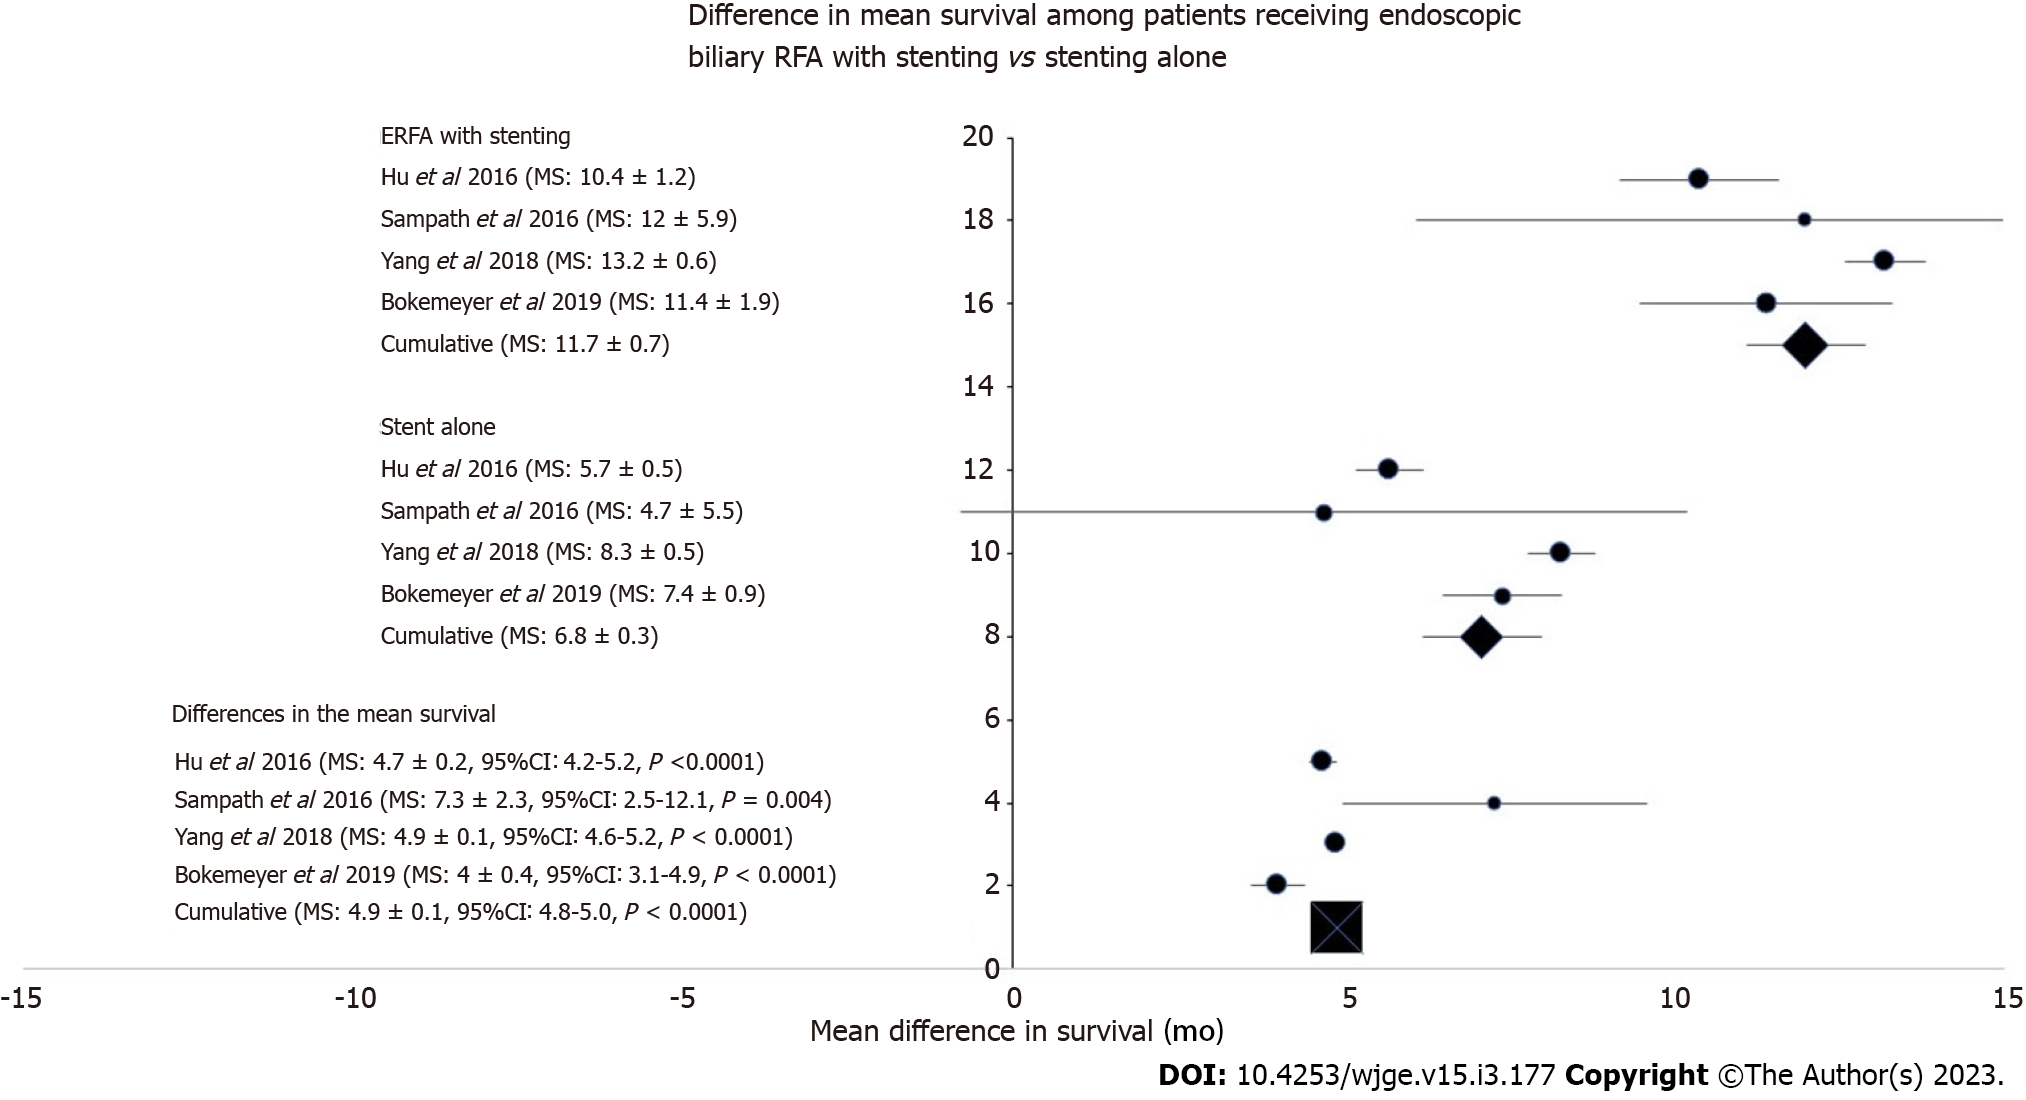 Difference in mean survival among patients receiving endoscopic
biliary RFA with stenting vs stenting alone
ERFA with stenting
Hu et al 2016 (MS: 10.4 ± 1.2)
Sampath et al 2016 (MS: 12 ± 5.9)
Yang et al 2018 (MS: 13.2 ± 0.6)
Bokemeyer et al 2019 (MS: 11.4 ± 1.9)
Cumulative (MS: 11.7 ± 0.7)
Stent alone
Hu et al 2016 (MS: 5.7 ± 0.5)
Sampath et al 2016 (MS: 4.7 ± 5.5)
Yang et al 2018 (MS: 8.3 ± 0.5)
Bokemeyer et al 2019 (MS: 7.4 ± 0.9)
Cumulative (MS: 6.8 ± 0.3)
Differences in the mean survival
Hu et al 2016 (MS: 4.7 ± 0.2, 95%CI: 4.2-5.2, P <0.0001)
Sampath et al 2016 (MS: 7.3 ± 2.3, 95%CI: 2.5-12.1, P = 0.004)
Yang et al 2018 (MS: 4.9 ± 0.1, 95%CI: 4.6-5.2, P < 0.0001)
Bokemeyer et al 2019 (MS: 4 ± 0.4, 95%CI: 3.1-4.9, P < 0.0001)
Cumulative (MS: 4.9 ± 0.1, 95%CI: 4.8-5.0, P < 0.0001)
20
18
16
14
12
10
8
6
4
2
0
-15 -10 -5 0 5 10 15
Mean difference in survival (mo)
DOI: 10.4253/wjge.v15.i3.177 Copyright ©The Author(s) 2023.